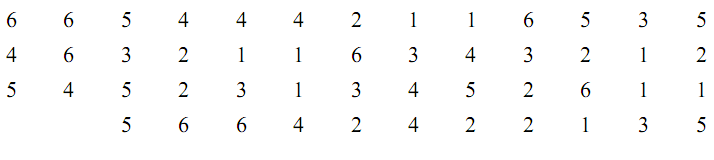 6 6 5 4 4 4 2 1 1 6 5 3 5
4 6 3 2 1 1 6 3 4 3 2 1 2
5 4 5 2 3 1 3 4 5 2 6 1 1
5 6 6 4 2 4 2 2 1 3 5